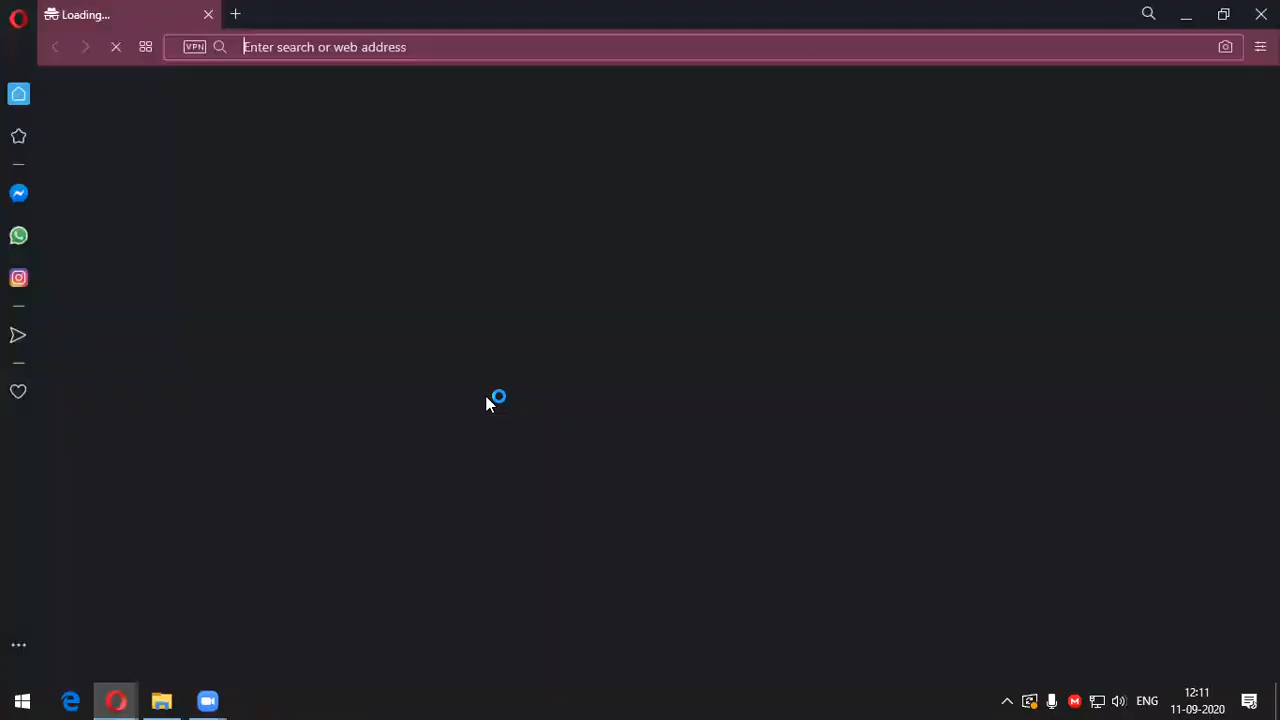 Loading...
VPN
Enter search or web address
ENG
12:11
11-09-2020